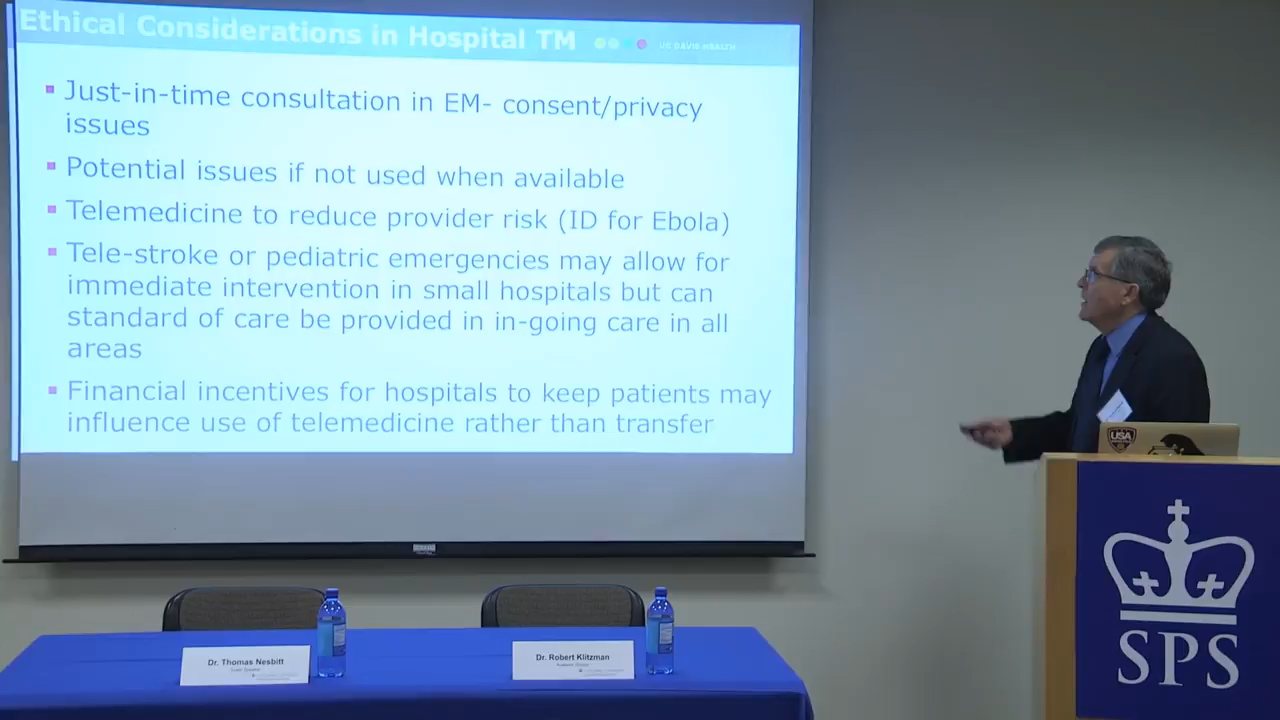 Ethical Considerations in Hospital TM
UC DAVIS HEALTH
Just-in-time consultation in EM- consent/privacy
issues
Potential issues if not used when available
Telemedicine to reduce provider risk (ID for Ebola)
Tele-stroke or pediatric emergencies may allow for
immediate intervention in small hospitals but can
standard of care be provided in in-going care in all
areas
Financial incentives for hospitals to keep patients may
influence use of telemedicine rather than transfer
USA
SPS
Dr. Thomas Nesbitt
Dr. Robert Klitzman